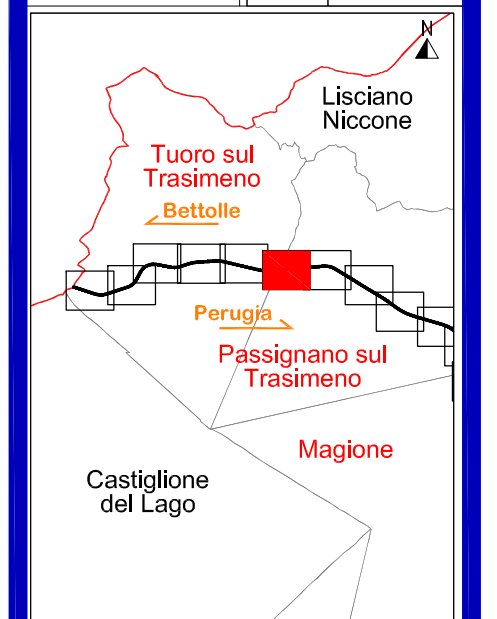 N
Lisciano
Niccone
Tuoro sul
Trasimeno
Bettolle
Perugia
Passignano sul
Trasimeno
Magione
Castiglione
del Lago